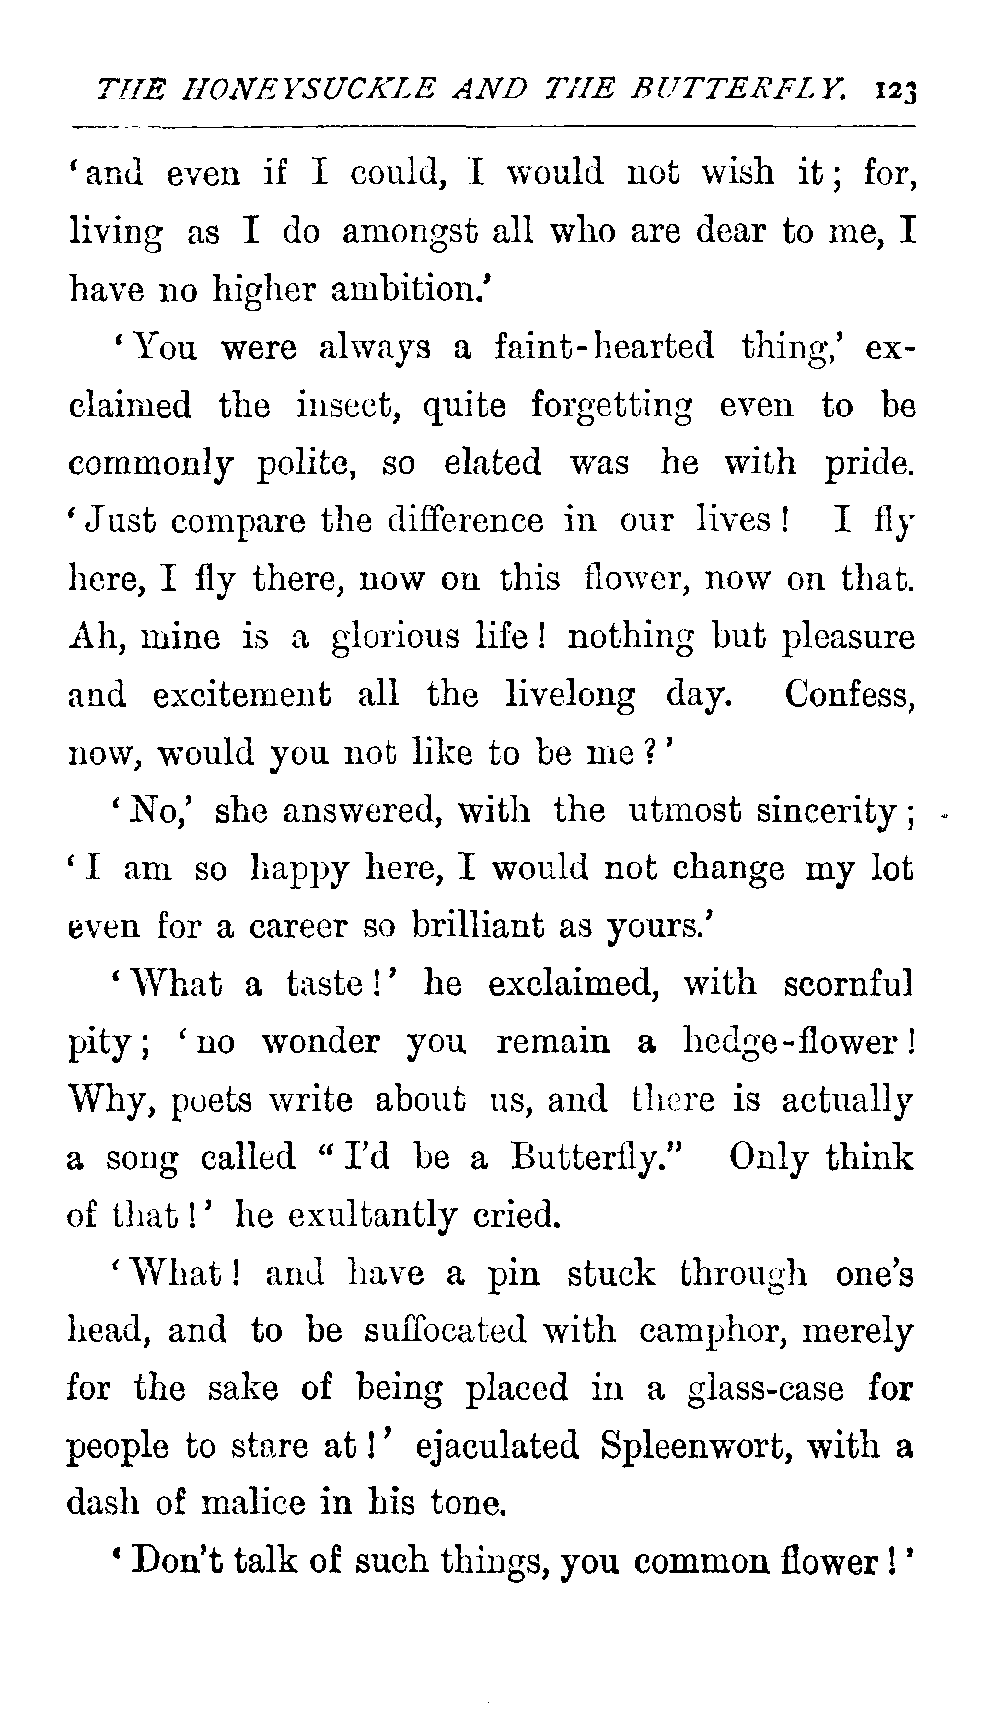 THE HONEYSUCKLE AND THE BUTTERFLY. 123
‘and even if I could, I would not wish it; for,
living as I do amongst all who are dear to me, I
have no higher ambition.’
‘You were always a faint-hearted thing,’ ex-
claimed the insect, quite forgetting even to be
commonly polite, so elated was he with pride.
‘Just compare the difference in our lives! I fly
here, I fly there, now on this flower, now on that.
Ah, mine is a glorious life! nothing but pleasure
and excitement all the livelong day. Confess,
now, would you not like to be me?’
‘No,’ she answered, with the utmost sincerity;
‘I am so happy here, I would not change my lot
even for a career so brilliant as yours.’
‘What a taste!’ he exclaimed, with scornful
pity; ‘no wonder you remain a hedge-flower!
Why, poets write about us, and there is actually
a song called “I’d be a Butterfly.” Only think
of that!’ he exultantly cried.
‘What! and have a pin stuck through one’s
head, and to be suffocated with camphor, merely
for the sake of being placed in a glass-case for
people to stare at!’ ejaculated Spleenwort, with a
dash of malice in his tone.
‘Don’t talk of such things, you common flower!’